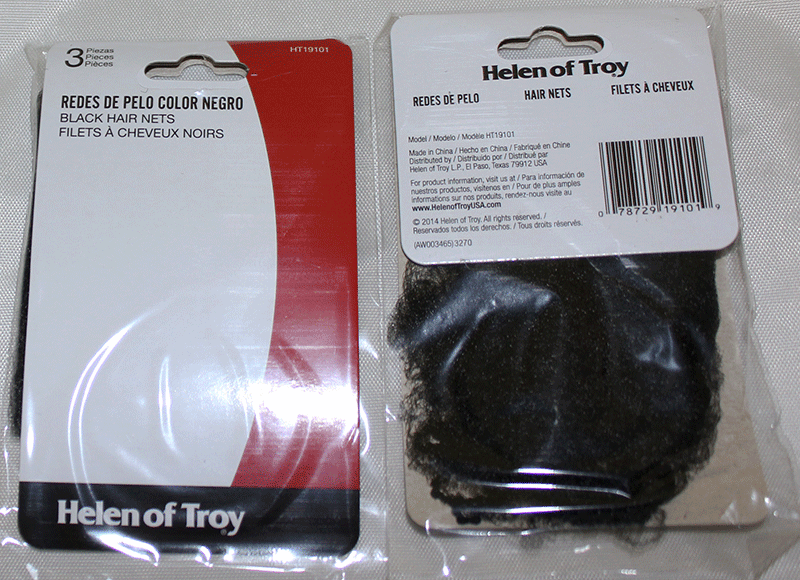 3 Piezas
Pieces
Pièces
HT19101
REDES DE PELO COLOR NEGRO
BLACK HAIR NETS
FILETS À CHEVEUX NOIRS
Helen of Troy
Helen of Troy
REDES DE PELO HAIR NETS FILETS À CHEVEUX
Model / Modelo / Modèle HT19101
Made in China / Hecho en China / Fabriqué en Chine
Distributed by / Distribuido por / Distribué par
Helen of Troy L.P., El Paso, Texas 79912 USA
For product information, visit us at / Para información de
nuestros productos, visítenos en / Pour de plus amples
informations sur nos produits, rendez-nous visite au
www.HelenofTroyUSA.com
© 2014 Helen of Troy. All rights reserved. /
Reservados todos los derechos. / Tous droits réservés.
(AW003465)3270
0 78729 19101 9